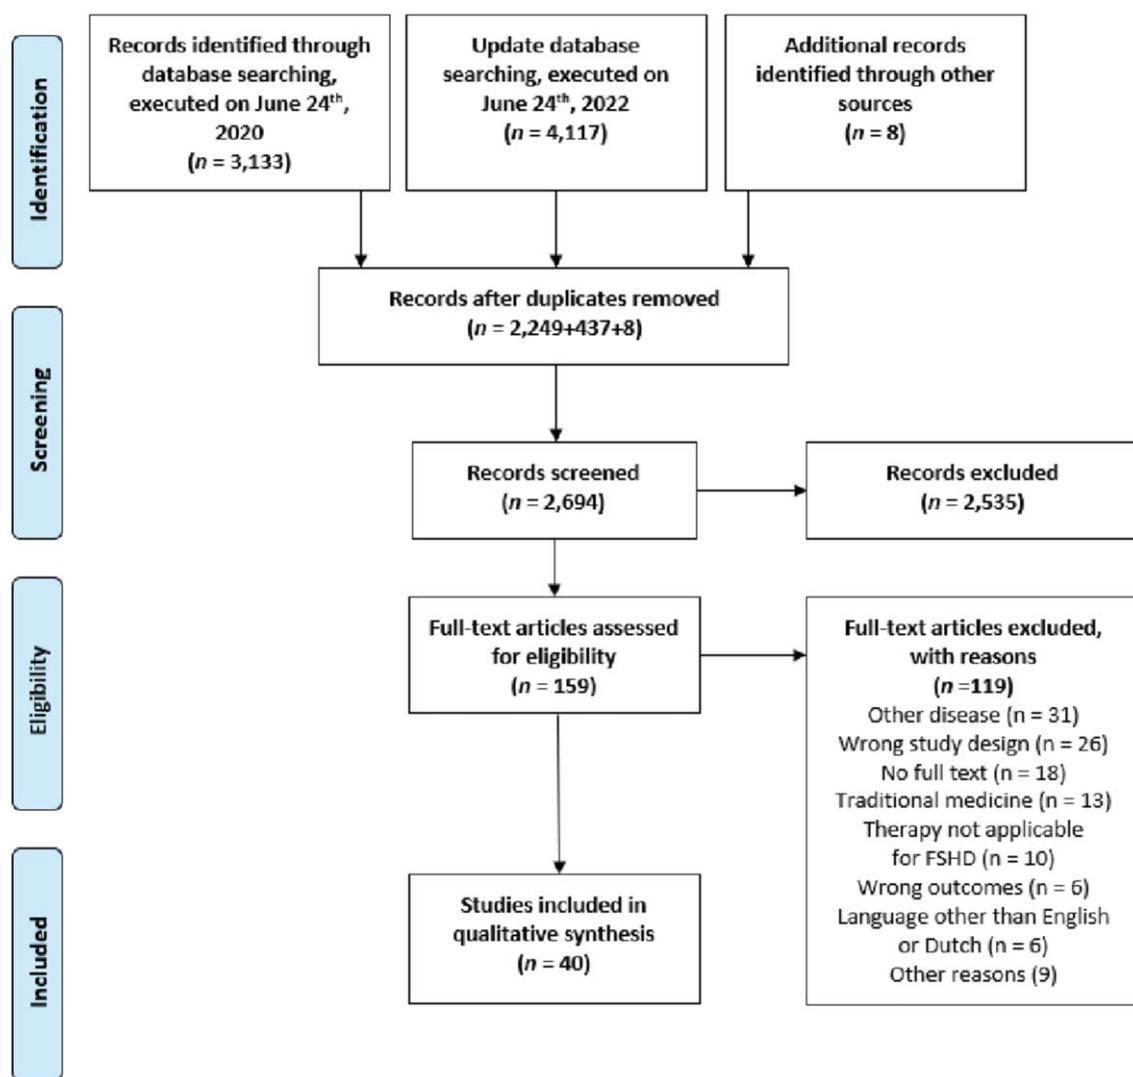 Identification
Records identified through
database searching,
executed on June 24th,
2020
(n = 3,133)
Update database
searching, executed on
June 24th, 2022
(n = 4,117)
Additional records
identified through other
sources
(n = 8)
Records after duplicates removed
(n = 2,249+437+8)
Screening
Records screened
(n = 2,694)
Records excluded
(n = 2,535)
Eligibility
Full-text articles assessed
for eligibility
(n = 159)
Full-text articles excluded,
with reasons
(n =119)
Other disease (n = 31)
Wrong study design (n = 26)
No full text (n = 18)
Traditional medicine (n = 13)
Therapy not applicable
for FSHD (n = 10)
Wrong outcomes (n = 6)
Language other than English
or Dutch (n = 6)
Other reasons (9)
Included
Studies included in
qualitative synthesis
(n = 40)